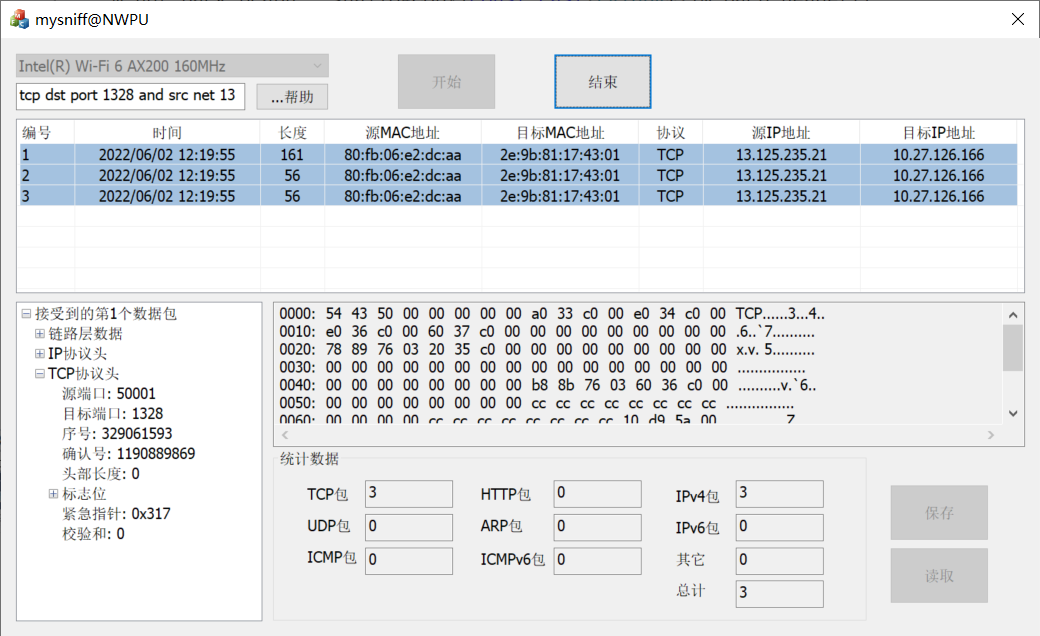 mysniff@NWPU
Intel(R) Wi-Fi 6 AX200 160MHz
开始
结束
tcp dst port 1328 and src net 13
...帮助
编号 时间 长度 源MAC地址 目标MAC地址 协议 源IP地址 目标IP地址
1 2022/06/02 12:19:55 161 80:fb:06:e2:dc:aa 2e:9b:81:17:43:01 TCP 13.125.235.21 10.27.126.166
2 2022/06/02 12:19:55 56 80:fb:06:e2:dc:aa 2e:9b:81:17:43:01 TCP 13.125.235.21 10.27.126.166
3 2022/06/02 12:19:55 56 80:fb:06:e2:dc:aa 2e:9b:81:17:43:01 TCP 13.125.235.21 10.27.126.166
接受到的第1个数据包
链路层数据
IP协议头
TCP协议头
源端口: 50001
目标端口: 1328
序号: 329061593
确认号: 1190889869
头部长度: 0
标志位
紧急指针: 0x317
校验和: 0
0000: 54 43 50 00 00 00 00 00 a0 33 c0 00 e0 34 c0 00 TCP......3...4..
0010: e0 36 c0 00 60 37 c0 00 00 00 00 00 00 00 00 00 .6..`7..........
0020: 78 89 76 03 20 35 c0 00 00 00 00 00 00 00 00 00 x.v. 5..........
0030: 00 00 00 00 00 00 00 00 00 00 00 00 00 00 00 00 ................
0040: 00 00 00 00 00 00 00 00 b8 8b 76 03 60 36 c0 00 ..........v.`6..
0050: 00 00 00 00 00 00 00 00 cc cc cc cc cc cc cc cc ................
0060: 00 00 00 00 cc cc cc cc cc cc cc cc 10 d9 5a 00 Z
统计数据
TCP包 3 HTTP包 0 IPv4包 3
UDP包 0 ARP包 0 IPv6包 0
ICMP包 0 ICMPv6包 0 其它 0
总计 3
保存
读取